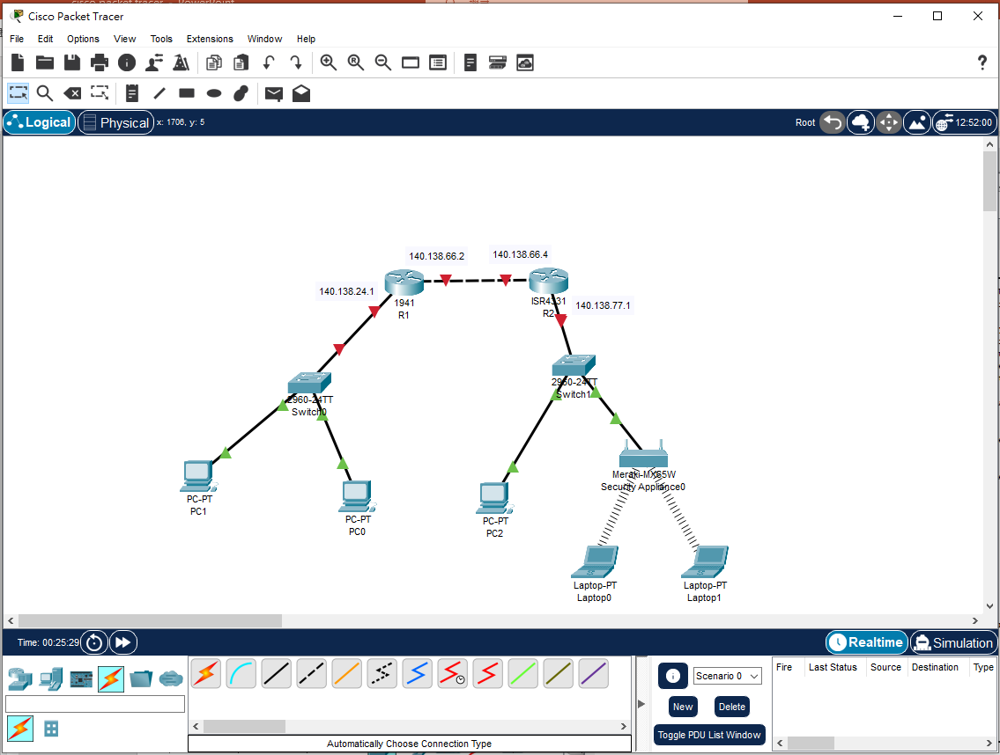 Cisco Packet Tracer
File Edit Options View Tools Extensions Window Help
Logical Physical x: 1706, y: 5 Root 12:52:00
140.138.66.2 140.138.66.4
140.138.24.1 1941 R1
ISR4331 R2 140.138.77.1
2960-24TT
Switch0
2960-24TT
Switch1
Meraki-MX65W
Security Appliance0
PC-PT
PC1
PC-PT
PC0
PC-PT
PC2
Laptop-PT
Laptop0
Laptop-PT
Laptop1
Time: 00:25:29 Realtime Simulation
Scenario 0
New Delete
Toggle PDU List Window
Fire Last Status Source Destination Type
Automatically Choose Connection Type